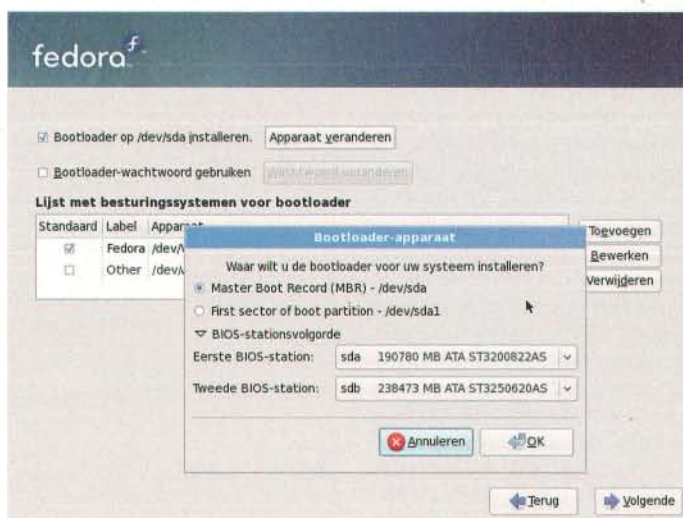 fedora f
Bootloader op /dev/sda installeren. Apparaat veranderen
Bootloader-wachtwoord gebruiken Wachtwoord veranderen
Lijst met besturingssystemen voor bootloader
Standaard Label Apparaat
Fedora /dev/
Other /dev/
Toevoegen
Bewerken
Verwijderen
Bootloader-apparaat
Waar wilt u de bootloader voor uw systeem installeren?
Master Boot Record (MBR) - /dev/sda
First sector of boot partition - /dev/sda1
BIOS-stationsvolgorde
Eerste BIOS-station: sda 190780 MB ATA ST3200822AS
Tweede BIOS-station: sdb 238473 MB ATA ST3250620AS
Annuleren OK
Terug Volgende